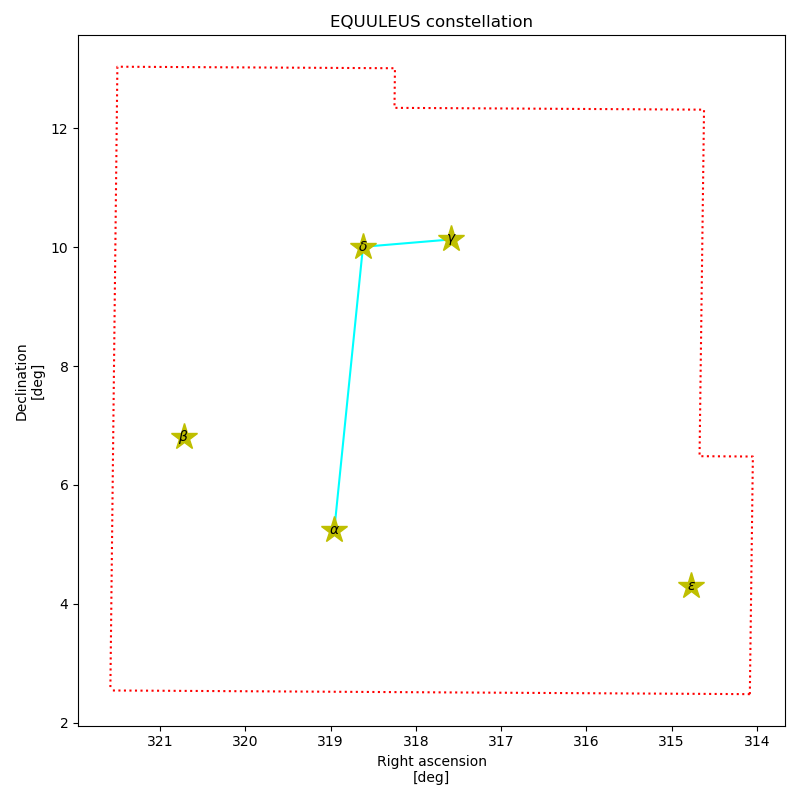 EQUULEUS constellation
12
10
8
6
4
2
Declination
[deg]
δ
γ
β
α
ε
321
320
319
318
317
316
315
314
Right ascension
[deg]